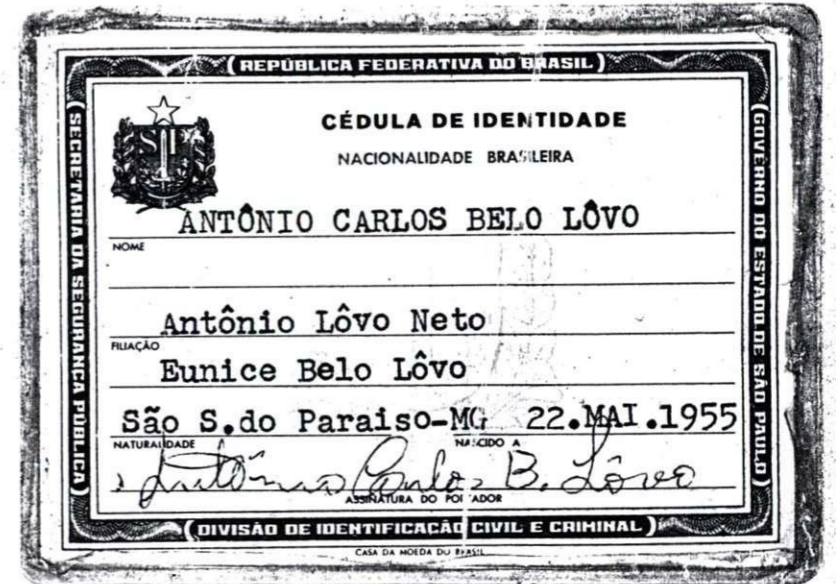 REPÚBLICA FEDERATIVA DO BRASIL
SECRETARIA DA SEGURANÇA PÚBLICA
GOVERNO DO ESTADO DE SÃO PAULO
CÉDULA DE IDENTIDADE
NACIONALIDADE BRASILEIRA
ANTÔNIO CARLOS BELO LÔVO
NOME
Antônio Lôvo Neto
FILIAÇÃO
Eunice Belo Lôvo
São S.do Paraiso-MG 22.MAI.1955
NATURALIDADE NASCIDO A
Antônio Carlos B. Lôvo
ASSINATURA DO PORTADOR
DIVISÃO DE IDENTIFICAÇÃO CIVIL E CRIMINAL
CASA DA MOEDA DO BRASIL